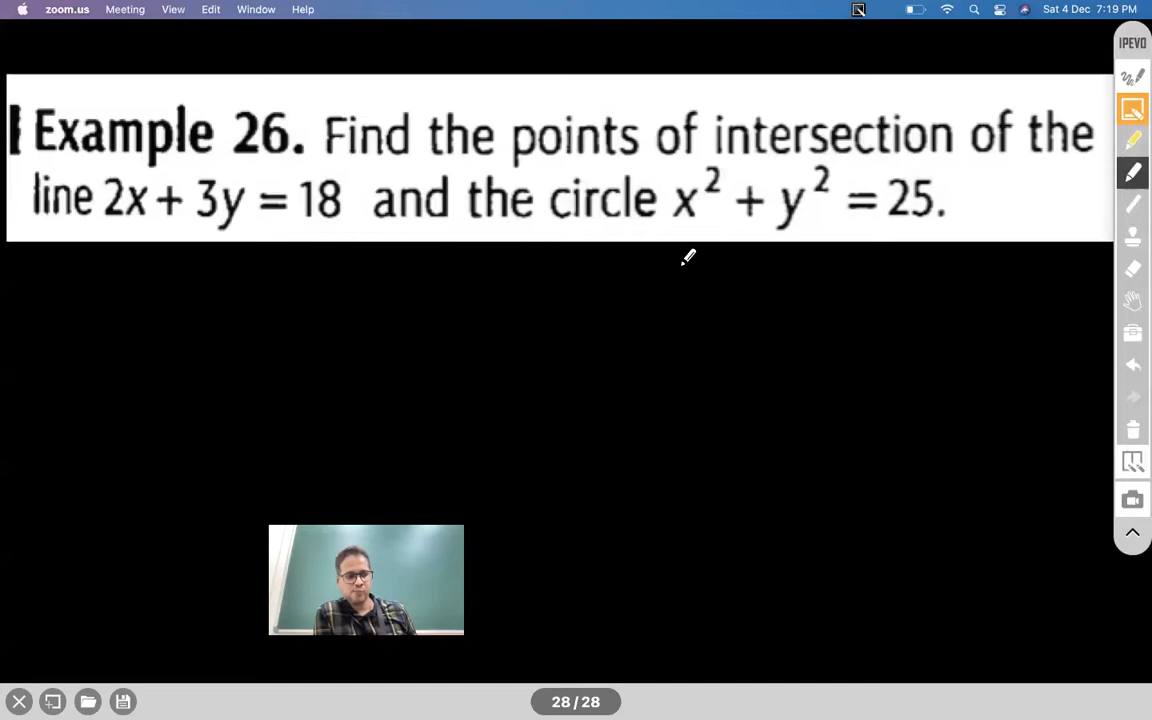 zoom.us Meeting View Edit Window Help Sat 4 Dec 7:19 PM
IPEVO
Example 26. Find the points of intersection of the
line 2x + 3y = 18 and the circle x² + y² = 25.
28 / 28